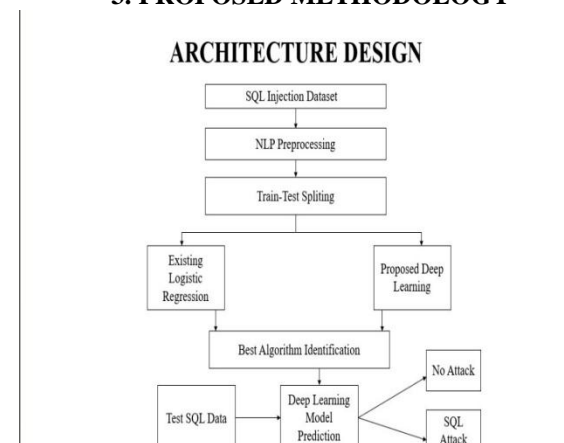 3. PROPOSED METHODOLOGY
ARCHITECTURE DESIGN
SQL Injection Dataset
NLP Preprocessing
Train-Test Spliting
Existing
Logistic
Regression
Proposed Deep
Learning
Best Algorithm Identification
No Attack
Test SQL Data
Deep Learning
Model
Prediction
SQL
Attack